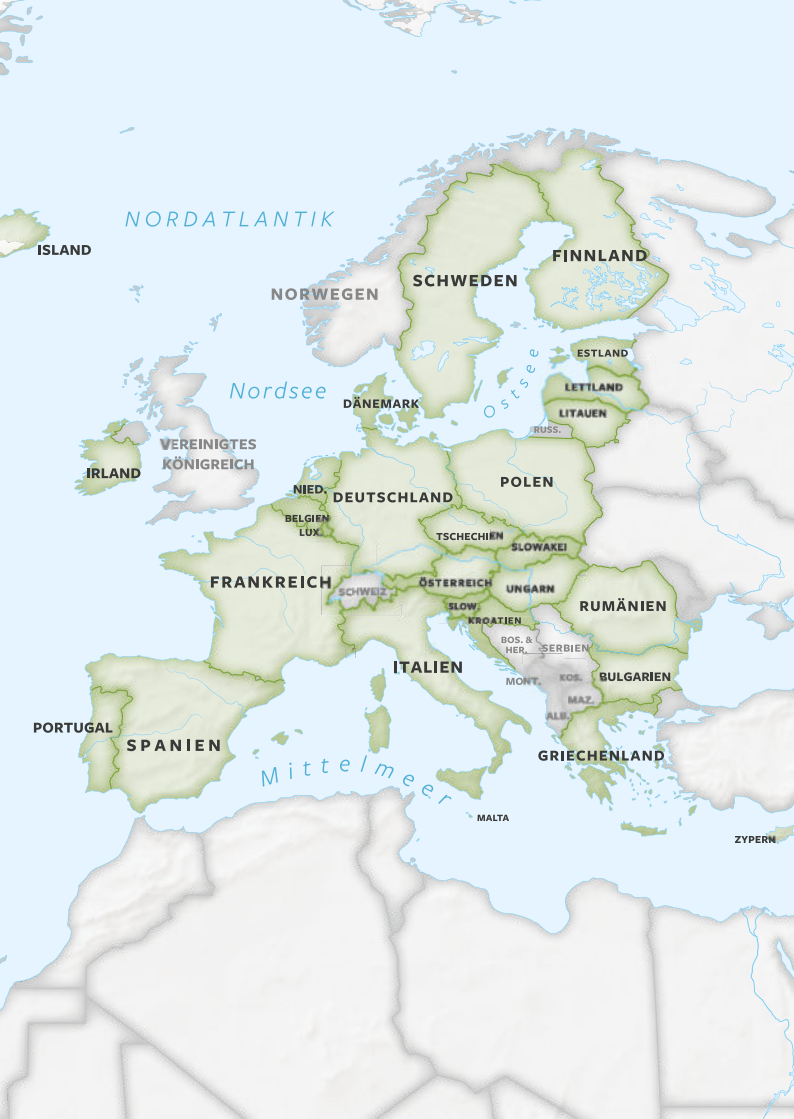 NORDATLANTIK
ISLAND
FINNLAND
SCHWEDEN
NORWEGEN
Ostsee
ESTLAND
LETTLAND
Nordsee
DÄNEMARK
LITAUEN
RUSS.
VEREINIGTES
KÖNIGREICH
IRLAND
POLEN
NIED.
DEUTSCHLAND
BELGIEN
LUX.
TSCHECHIEN
SLOWAKEI
FRANKREICH
SCHWEIZ
ÖSTERREICH
UNGARN
SLOW.
RUMÄNIEN
KROATIEN
BOS. &
HER.
SERBIEN
ITALIEN
MONT.
KOS.
BULGARIEN
MAZ.
ALB.
PORTUGAL
SPANIEN
GRIECHENLAND
Mittelmeer
MALTA
ZYPERN